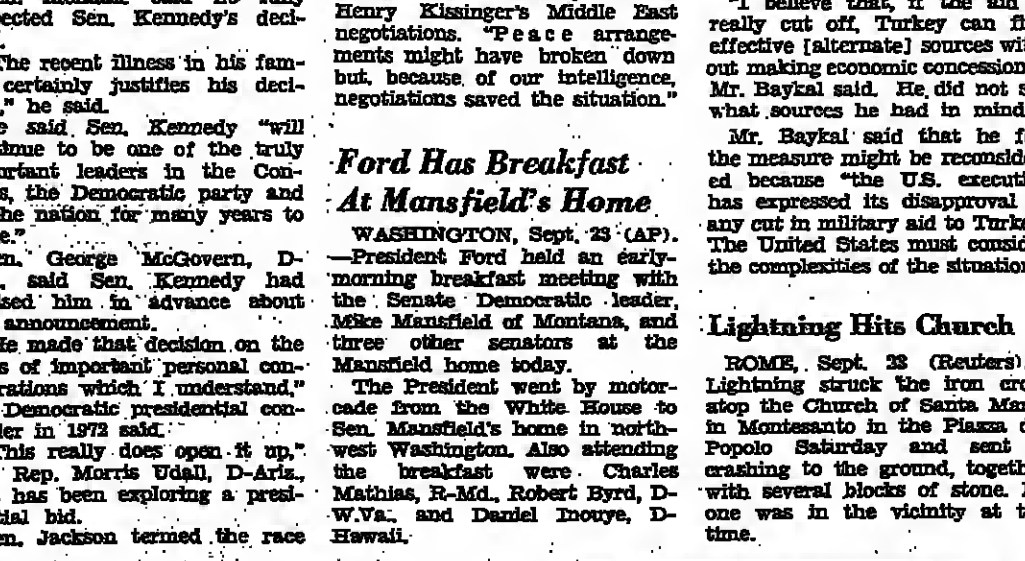 ected Sen. Kennedy's deci-
The recent illness in his fam-
certainly justifies his deci-
," he said.
said Sen. Kennedy "will
to be one of the truly
leaders in the Con-
s, the Democratic party and
he nation for many years to
e."
en. George McGovern, D-
, said Sen. Kennedy had
sed him in advance about
announcement.
He made that decision on the
s of important personal con-
rations which I understand,"
Democratic presidential con-
der in 1972 said.
This really does open it up,"
Rep. Morris Udall, D-Ariz.,
has been exploring a presi-
tial bid.
en. Jackson termed the race
Henry Kissinger's Middle East
negotiations. "Peace arrange-
ments might have broken down
but, because of our intelligence,
negotiations saved the situation."
Ford Has Breakfast
At Mansfield's Home
WASHINGTON, Sept. 23 (AP).
—President Ford held an early-
morning breakfast meeting with
the Senate Democratic leader,
Mike Mansfield of Montana, and
three other senators at the
Mansfield home today.
The President went by motor-
cade from the White House to
Sen. Mansfield's home in north-
west Washington. Also attending
the breakfast were Charles
Mathias, R-Md., Robert Byrd, D-
W.Va., and Daniel Inouye, D-
Hawaii.
"I believe that, if the aid
really cut off, Turkey can fi
effective [alternate] sources wi
out making economic concession
Mr. Baykal said. He did not s
what sources he had in mind
Mr. Baykal said that he f
the measure might be reconsid
ed because "the U.S. executi
has expressed its disapproval
any cut in military aid to Turk
The United States must consid
the complexities of the situation
Lightning Hits Church
ROME, Sept. 23 (Reuters)
Lightning struck the iron cro
atop the Church of Santa Mar
in Montesanto in the Piazza d
Popolo Saturday and sent
crashing to the ground, togeth
with several blocks of stone.
one was in the vicinity at t
time.